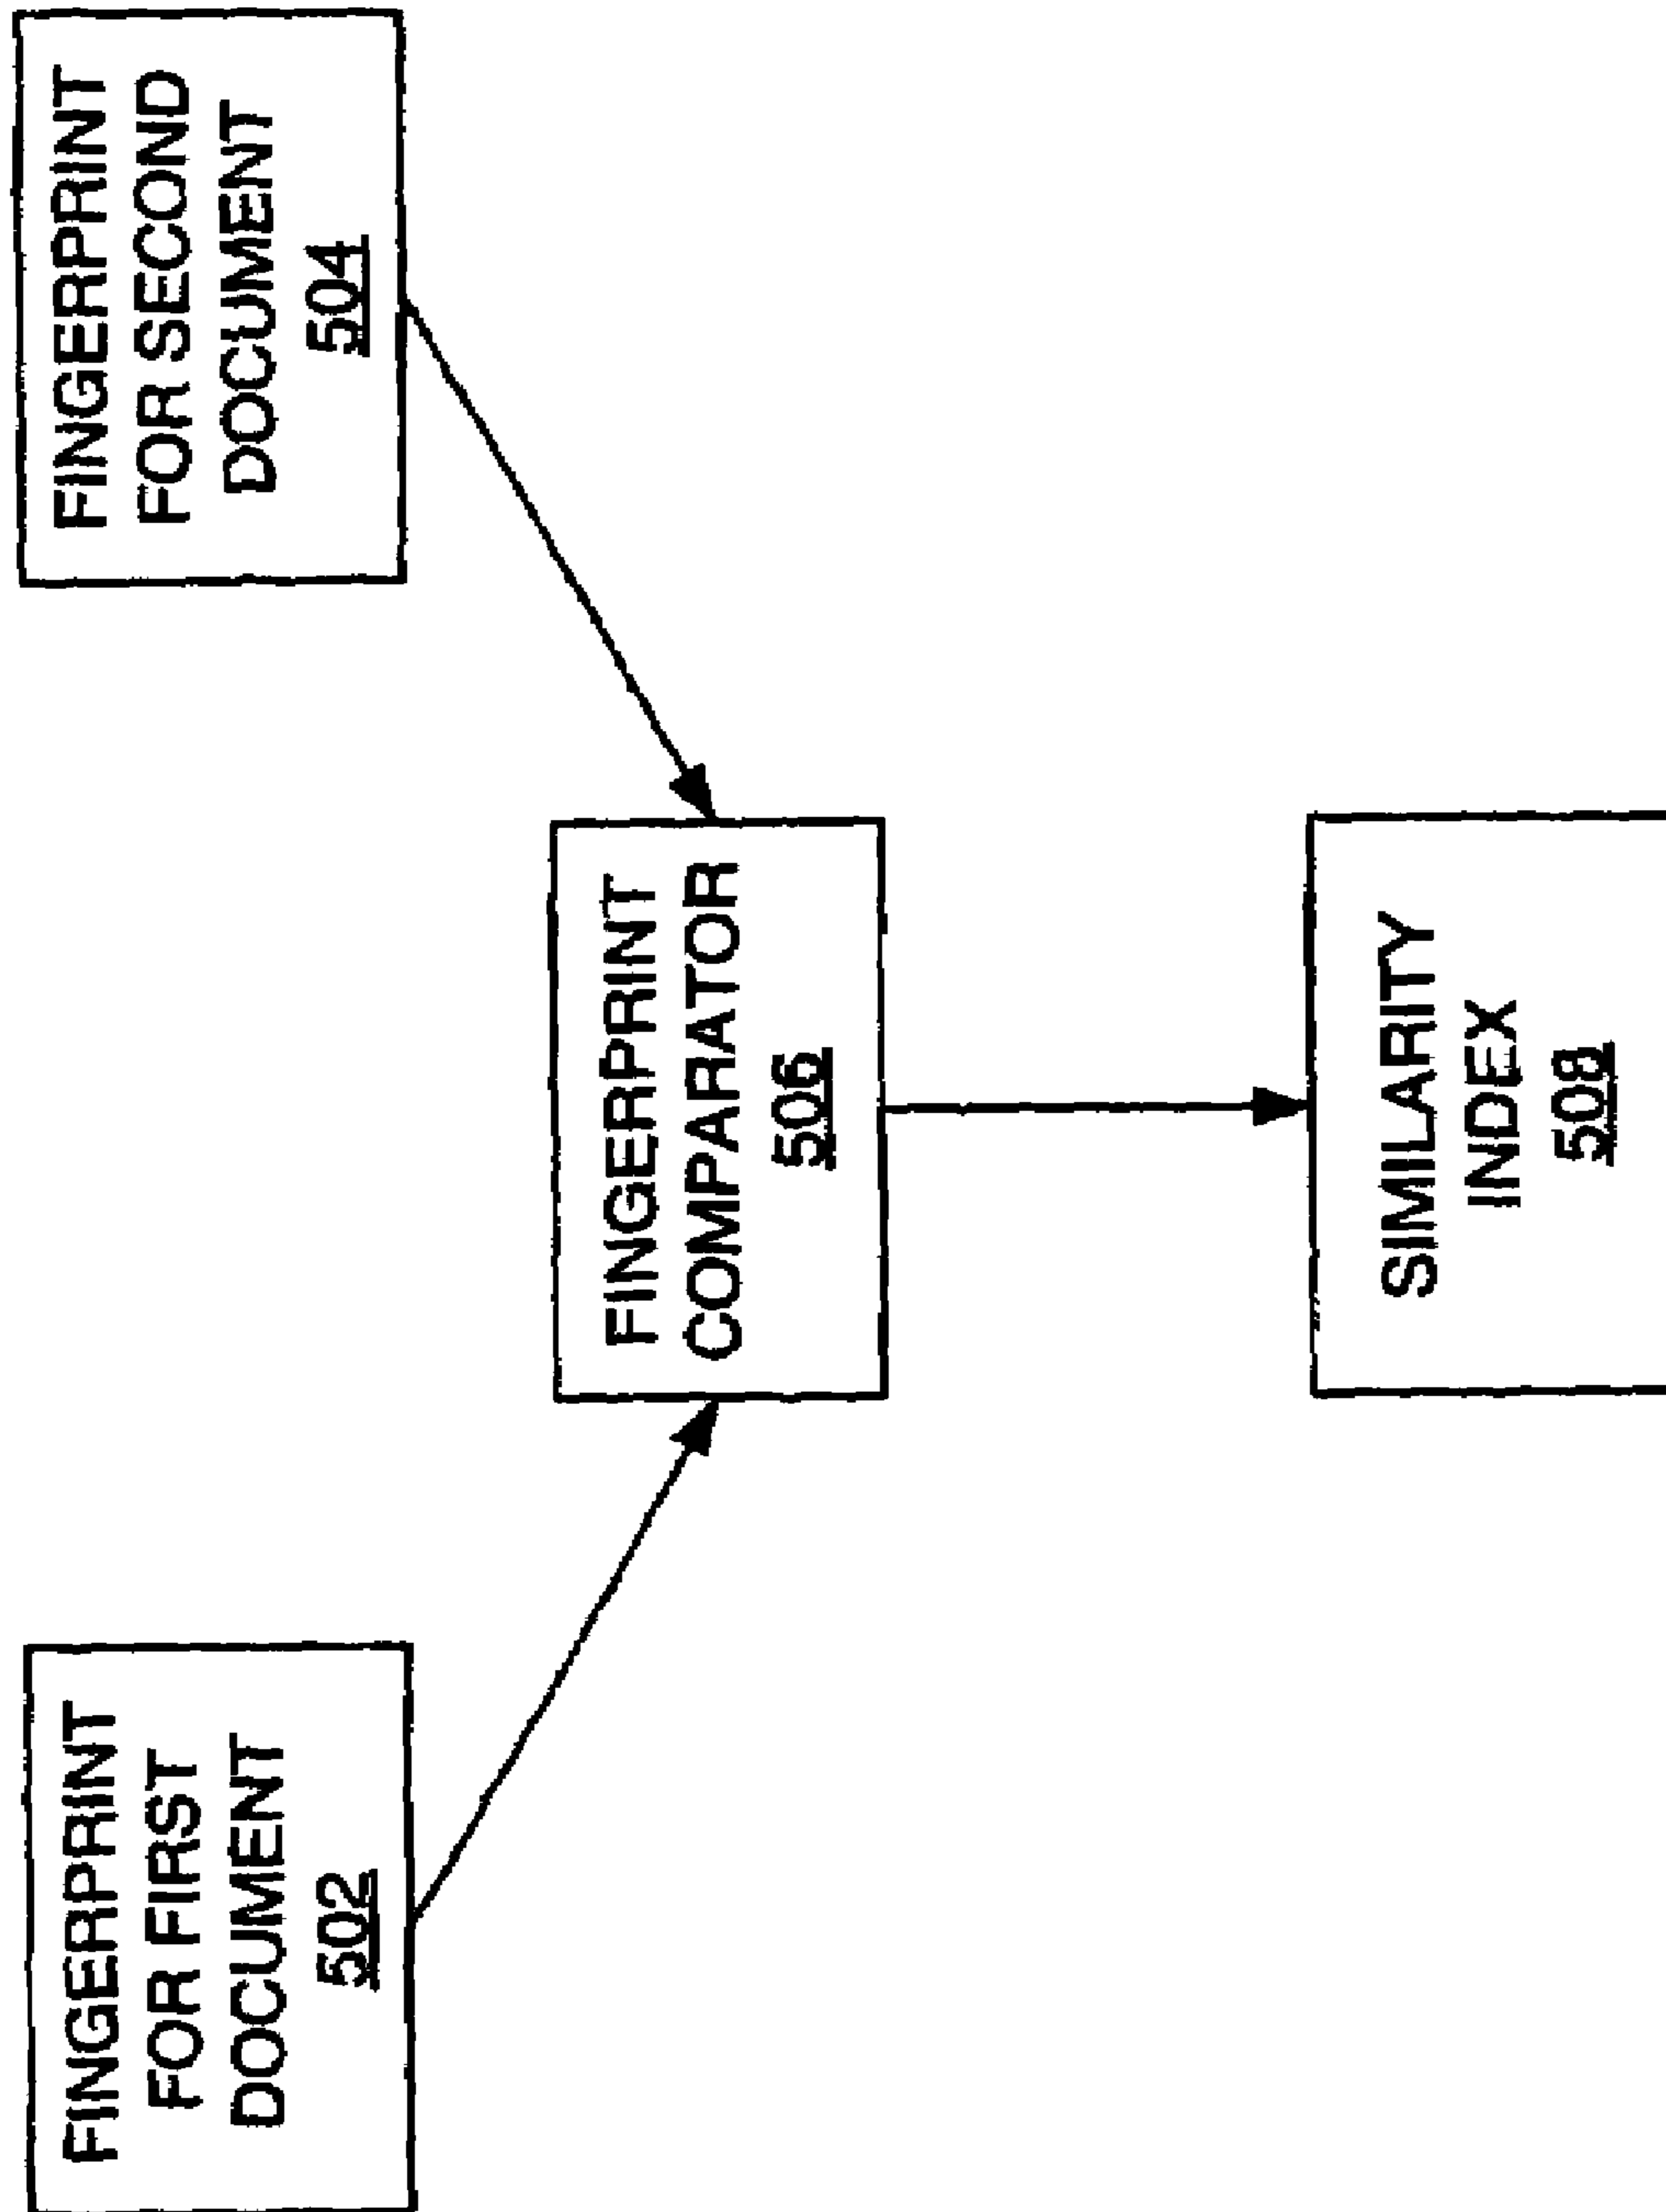 FINGERPRINT
FOR FIRST
DOCUMENT
502
FINGERPRINT
FOR SECOND
DOCUMENT
504
FINGERPRINT
COMPARATOR
506
SIMILARITY
INDEX
508